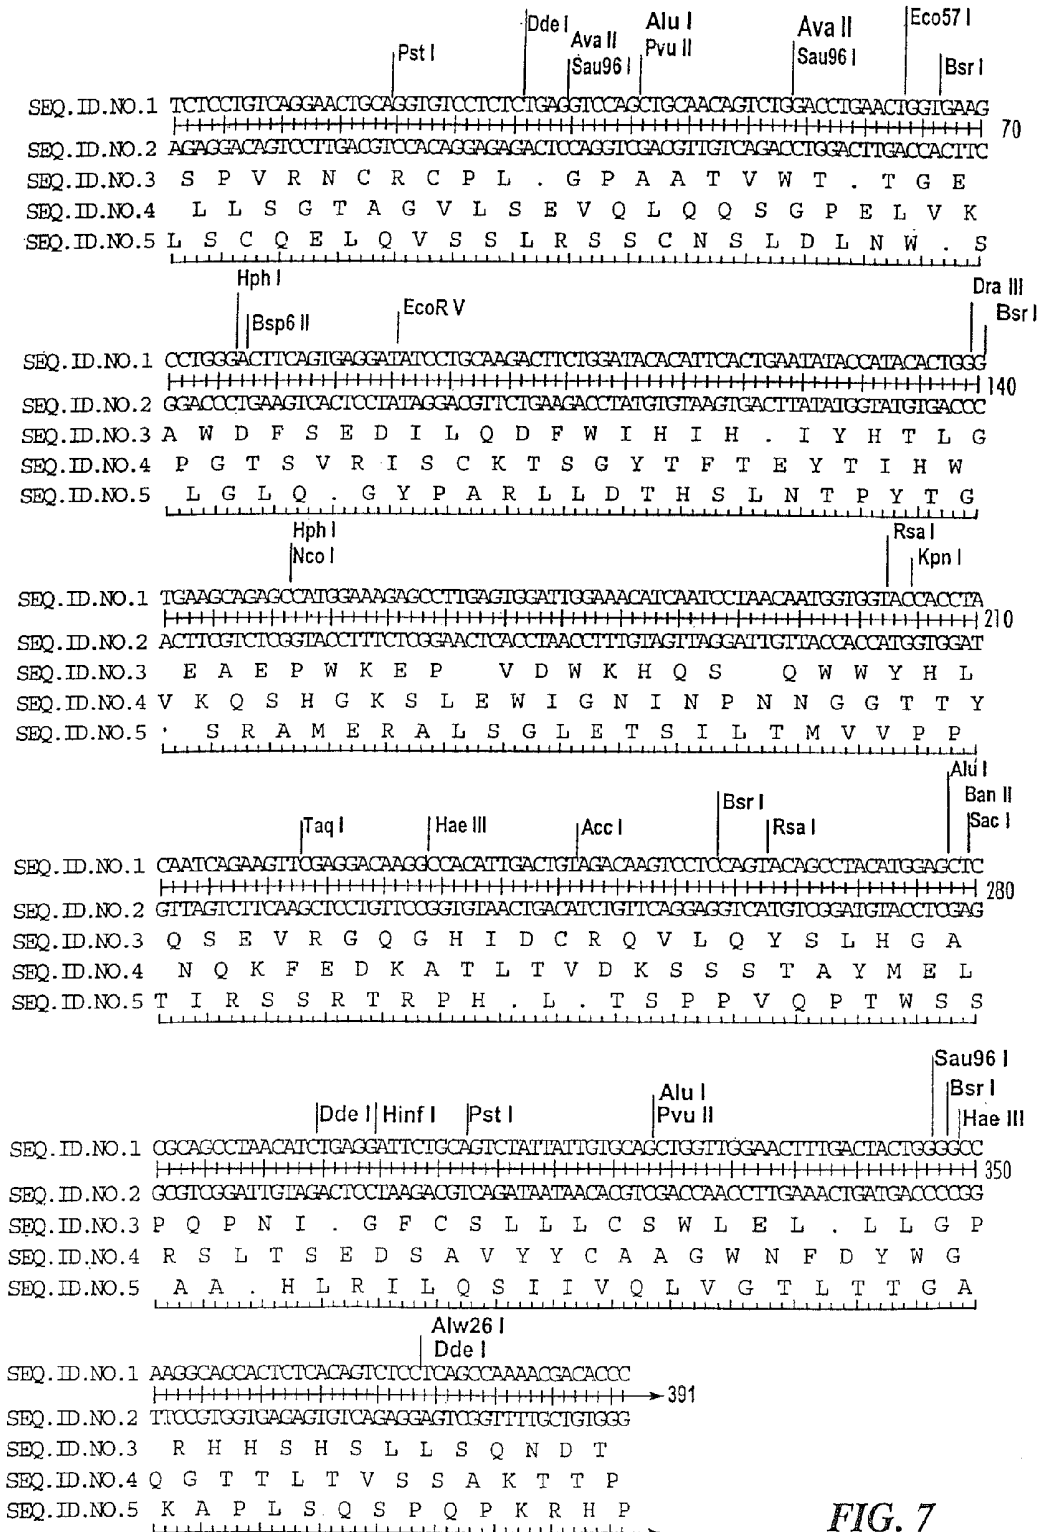 Pst I Dde I Ava II Sau96 I Alu I Pvu II Ava II Sau96 I Eco57 I Bsr I
SEQ.ID.NO.1 TCTCCTGTCAGGAACTGCAGGTGTCCTCTCTGAGGTCCAGCTGCAACAGTCTGGACCTGAACTGGTGAAG
70
SEQ.ID.NO.2 AGAGGACAGTCCTTGACGTCCACAGGAGAGACTCCAGGTCGACGTTGTCAGACCTGGACTTGACCACTTC
SEQ.ID.NO.3 S P V R N C R C P L . G P A A T V W T . T G E
SEQ.ID.NO.4 L L S G T A G V L S E V Q L Q Q S G P E L V K
SEQ.ID.NO.5 L S C Q E L Q V S S L R S S C N S L D L N W . S
Hph I Bsp6 II EcoR V Dra III Bsr I
SEQ.ID.NO.1 CCTGGGACTTCAGTGAGGATATCCTGCAAGACTTCTGGATACACATTCACTGAATATACCATACACTGGG
140
SEQ.ID.NO.2 GGACCCTGAAGTCACTCCTATAGGACGTTCTGAAGACCTATGTGTAAGTGACTTATATGGTATGTGACCC
SEQ.ID.NO.3 A W D F S E D I L Q D F W I H I H . I Y H T L G
SEQ.ID.NO.4 P G T S V R I S C K T S G Y T F T E Y T I H W
SEQ.ID.NO.5 L G L Q . G Y P A R L L D T H S L N T P Y T G
Hph I Nco I Rsa I Kpn I
SEQ.ID.NO.1 TGAAGCAGAGCCATGGAAAGAGCCTTGAGTGGATTGGAAACATCAATCCTAACAATGGTGGTACCACCTA
210
SEQ.ID.NO.2 ACTTCGTCTCGGTACCTTTCTCGGAACTCACCTAACCTTTGTAGTTAGGATTGTTACCACCATGGTGGAT
SEQ.ID.NO.3 E A E P W K E P V D W K H Q S Q W W Y H L
SEQ.ID.NO.4 V K Q S H G K S L E W I G N I N P N N G G T T Y
SEQ.ID.NO.5 . S R A M E R A L S G L E T S I L T M V V P P
Taq I Hae III Acc I Bsr I Rsa I Alu I Ban II Sac I
SEQ.ID.NO.1 CAATCAGAAGTTCGAGGACAAGGCCACATTGACTGTAGACAAGTCCTCCAGTACAGCCTACATGGAGCTC
280
SEQ.ID.NO.2 GTTAGTCTTCAAGCTCCTGTTCCGGTGTAACTGACATCTGTTCAGGAGGTCATGTCGGATGTACCTCGAG
SEQ.ID.NO.3 Q S E V R G Q G H I D C R Q V L Q Y S L H G A
SEQ.ID.NO.4 N Q K F E D K A T L T V D K S S S T A Y M E L
SEQ.ID.NO.5 T I R S S R T R P H . L . T S P P V Q P T W S S
Dde I Hinf I Pst I Alu I Pvu II Sau96 I Bsr I Hae III
SEQ.ID.NO.1 CGCAGCCTAACATCTGAGGATTCTGCAGTCTATTATTGTGCAGCTGGTTGGAACTTTGACTACTGGGGCC
350
SEQ.ID.NO.2 GCGTCGGATTGTAGACTCCTAAGACGTCAGATAATAACACGTCGACCAACCTTGAAACTGATGACCCCGG
SEQ.ID.NO.3 P Q P N I . G F C S L L L C S W L E L . L L G P
SEQ.ID.NO.4 R S L T S E D S A V Y Y C A A G W N F D Y W G
SEQ.ID.NO.5 A A . H L R I L Q S I I V Q L V G T L T T G A
Alw26 I Dde I
SEQ.ID.NO.1 AAGGCACCACTCTCACAGTCTCCTCAGCCAAAACGACACCC
391
SEQ.ID.NO.2 TTCCGTGGTGAGAGTGTCAGAGGAGTCGGTTTTGCTGTGGG
SEQ.ID.NO.3 R H H S H S L L S Q N D T
SEQ.ID.NO.4 Q G T T L T V S S A K T T P
SEQ.ID.NO.5 K A P L S Q S P Q P K R H P
FIG. 7